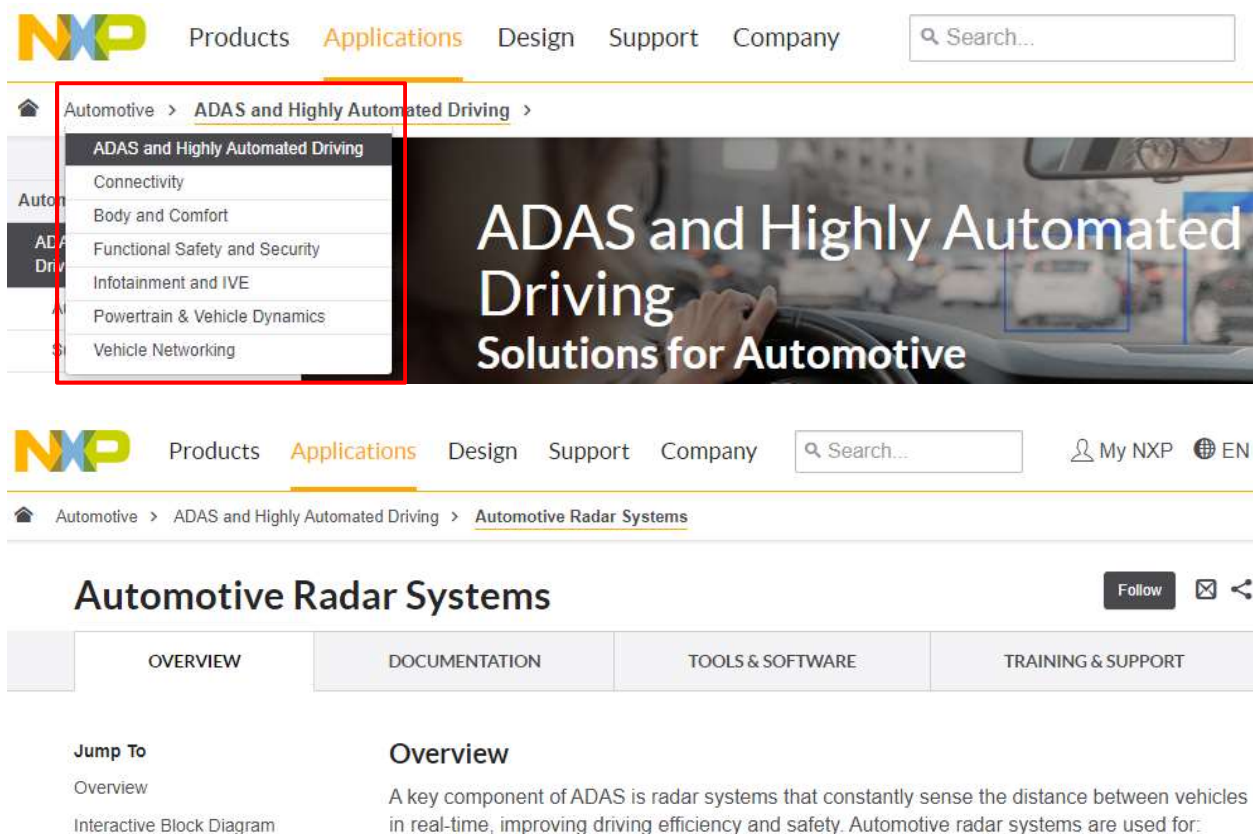 NXP Products Applications Design Support Company Search...
Automotive > ADAS and Highly Automated Driving >
ADAS and Highly Automated Driving
Connectivity
Body and Comfort
Functional Safety and Security
Infotainment and IVE
Powertrain & Vehicle Dynamics
Vehicle Networking
ADAS and Highly Automated
Driving
Solutions for Automotive
NXP Products Applications Design Support Company Search... My NXP EN
Automotive > ADAS and Highly Automated Driving > Automotive Radar Systems
Automotive Radar Systems Follow
OVERVIEW DOCUMENTATION TOOLS & SOFTWARE TRAINING & SUPPORT
Jump To
Overview
Interactive Block Diagram
Overview
A key component of ADAS is radar systems that constantly sense the distance between vehicles
in real-time, improving driving efficiency and safety. Automotive radar systems are used for: